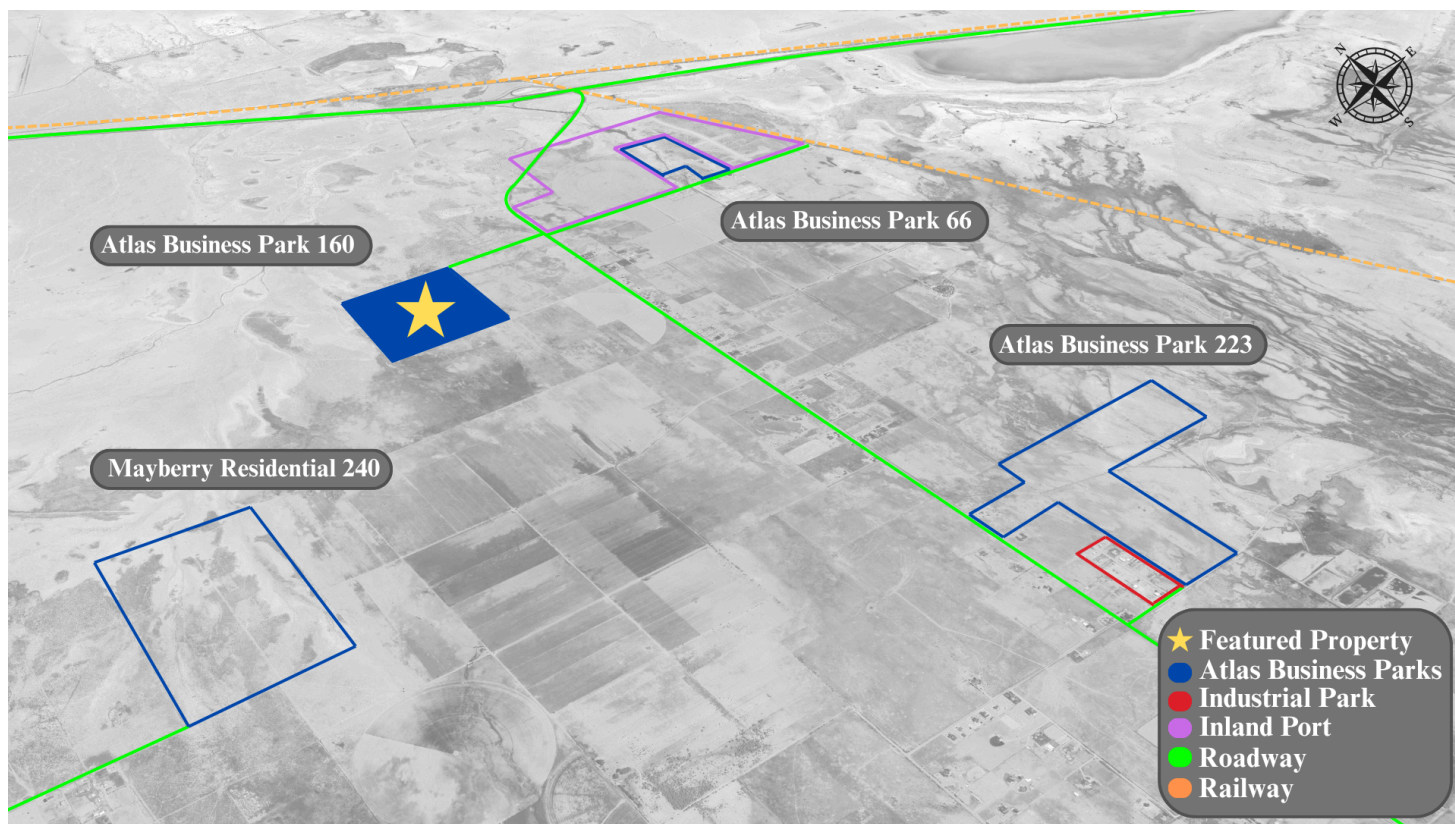 N
E
W
S
Atlas Business Park 160
Atlas Business Park 66
Atlas Business Park 223
Mayberry Residential 240
Featured Property
Atlas Business Parks
Industrial Park
Inland Port
Roadway
Railway